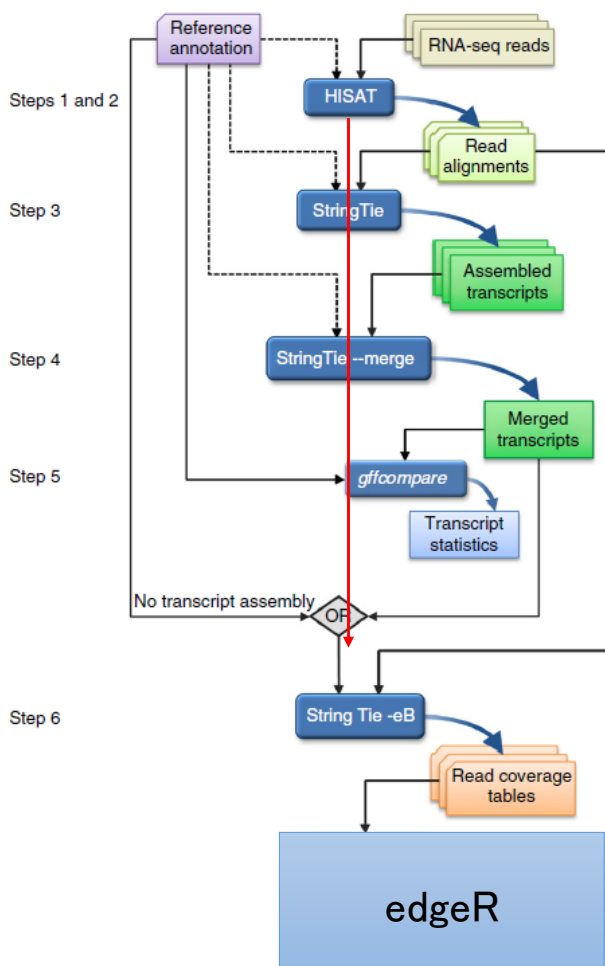 Reference
annotation
RNA-seq reads
Steps 1 and 2
HISAT
Read
alignments
Step 3
StringTie
Assembled
transcripts
Step 4
StringTie --merge
Merged
transcripts
Step 5
gffcompare
Transcript
statistics
No transcript assembly
OR
Step 6
String Tie -eB
Read coverage
tables
edgeR